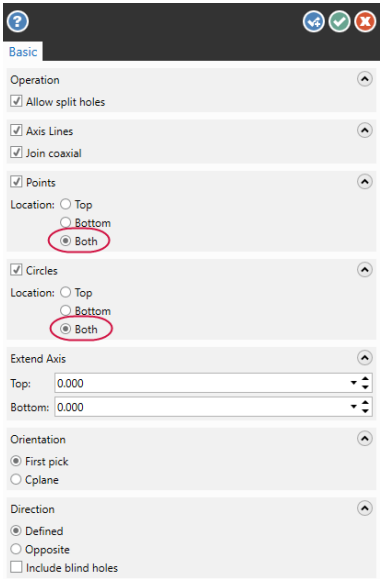 Basic
Operation
Allow split holes
Axis Lines
Join coaxial
Points
Location: Top
Bottom
Both
Circles
Location: Top
Bottom
Both
Extend Axis
Top: 0.000
Bottom: 0.000
Orientation
First pick
Cplane
Direction
Defined
Opposite
Include blind holes